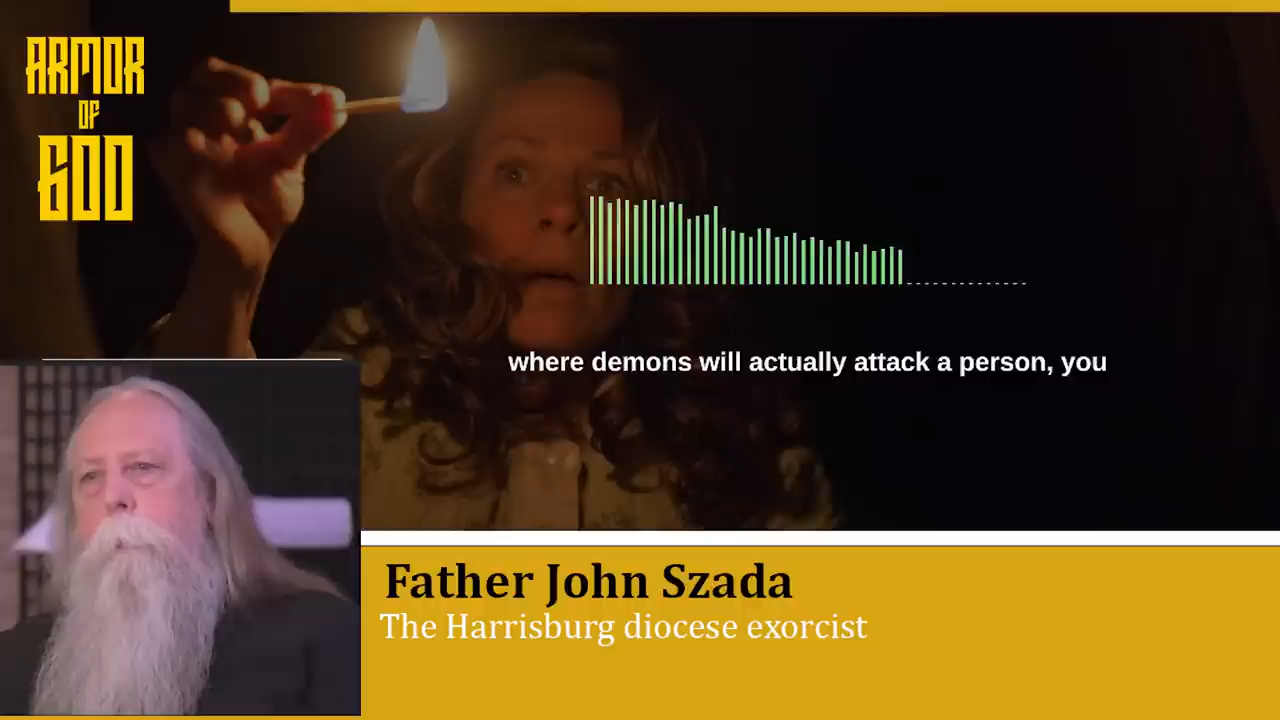 ARMOR
OF
GOD
where demons will actually attack a person, you
Father John Szada
The Harrisburg diocese exorcist